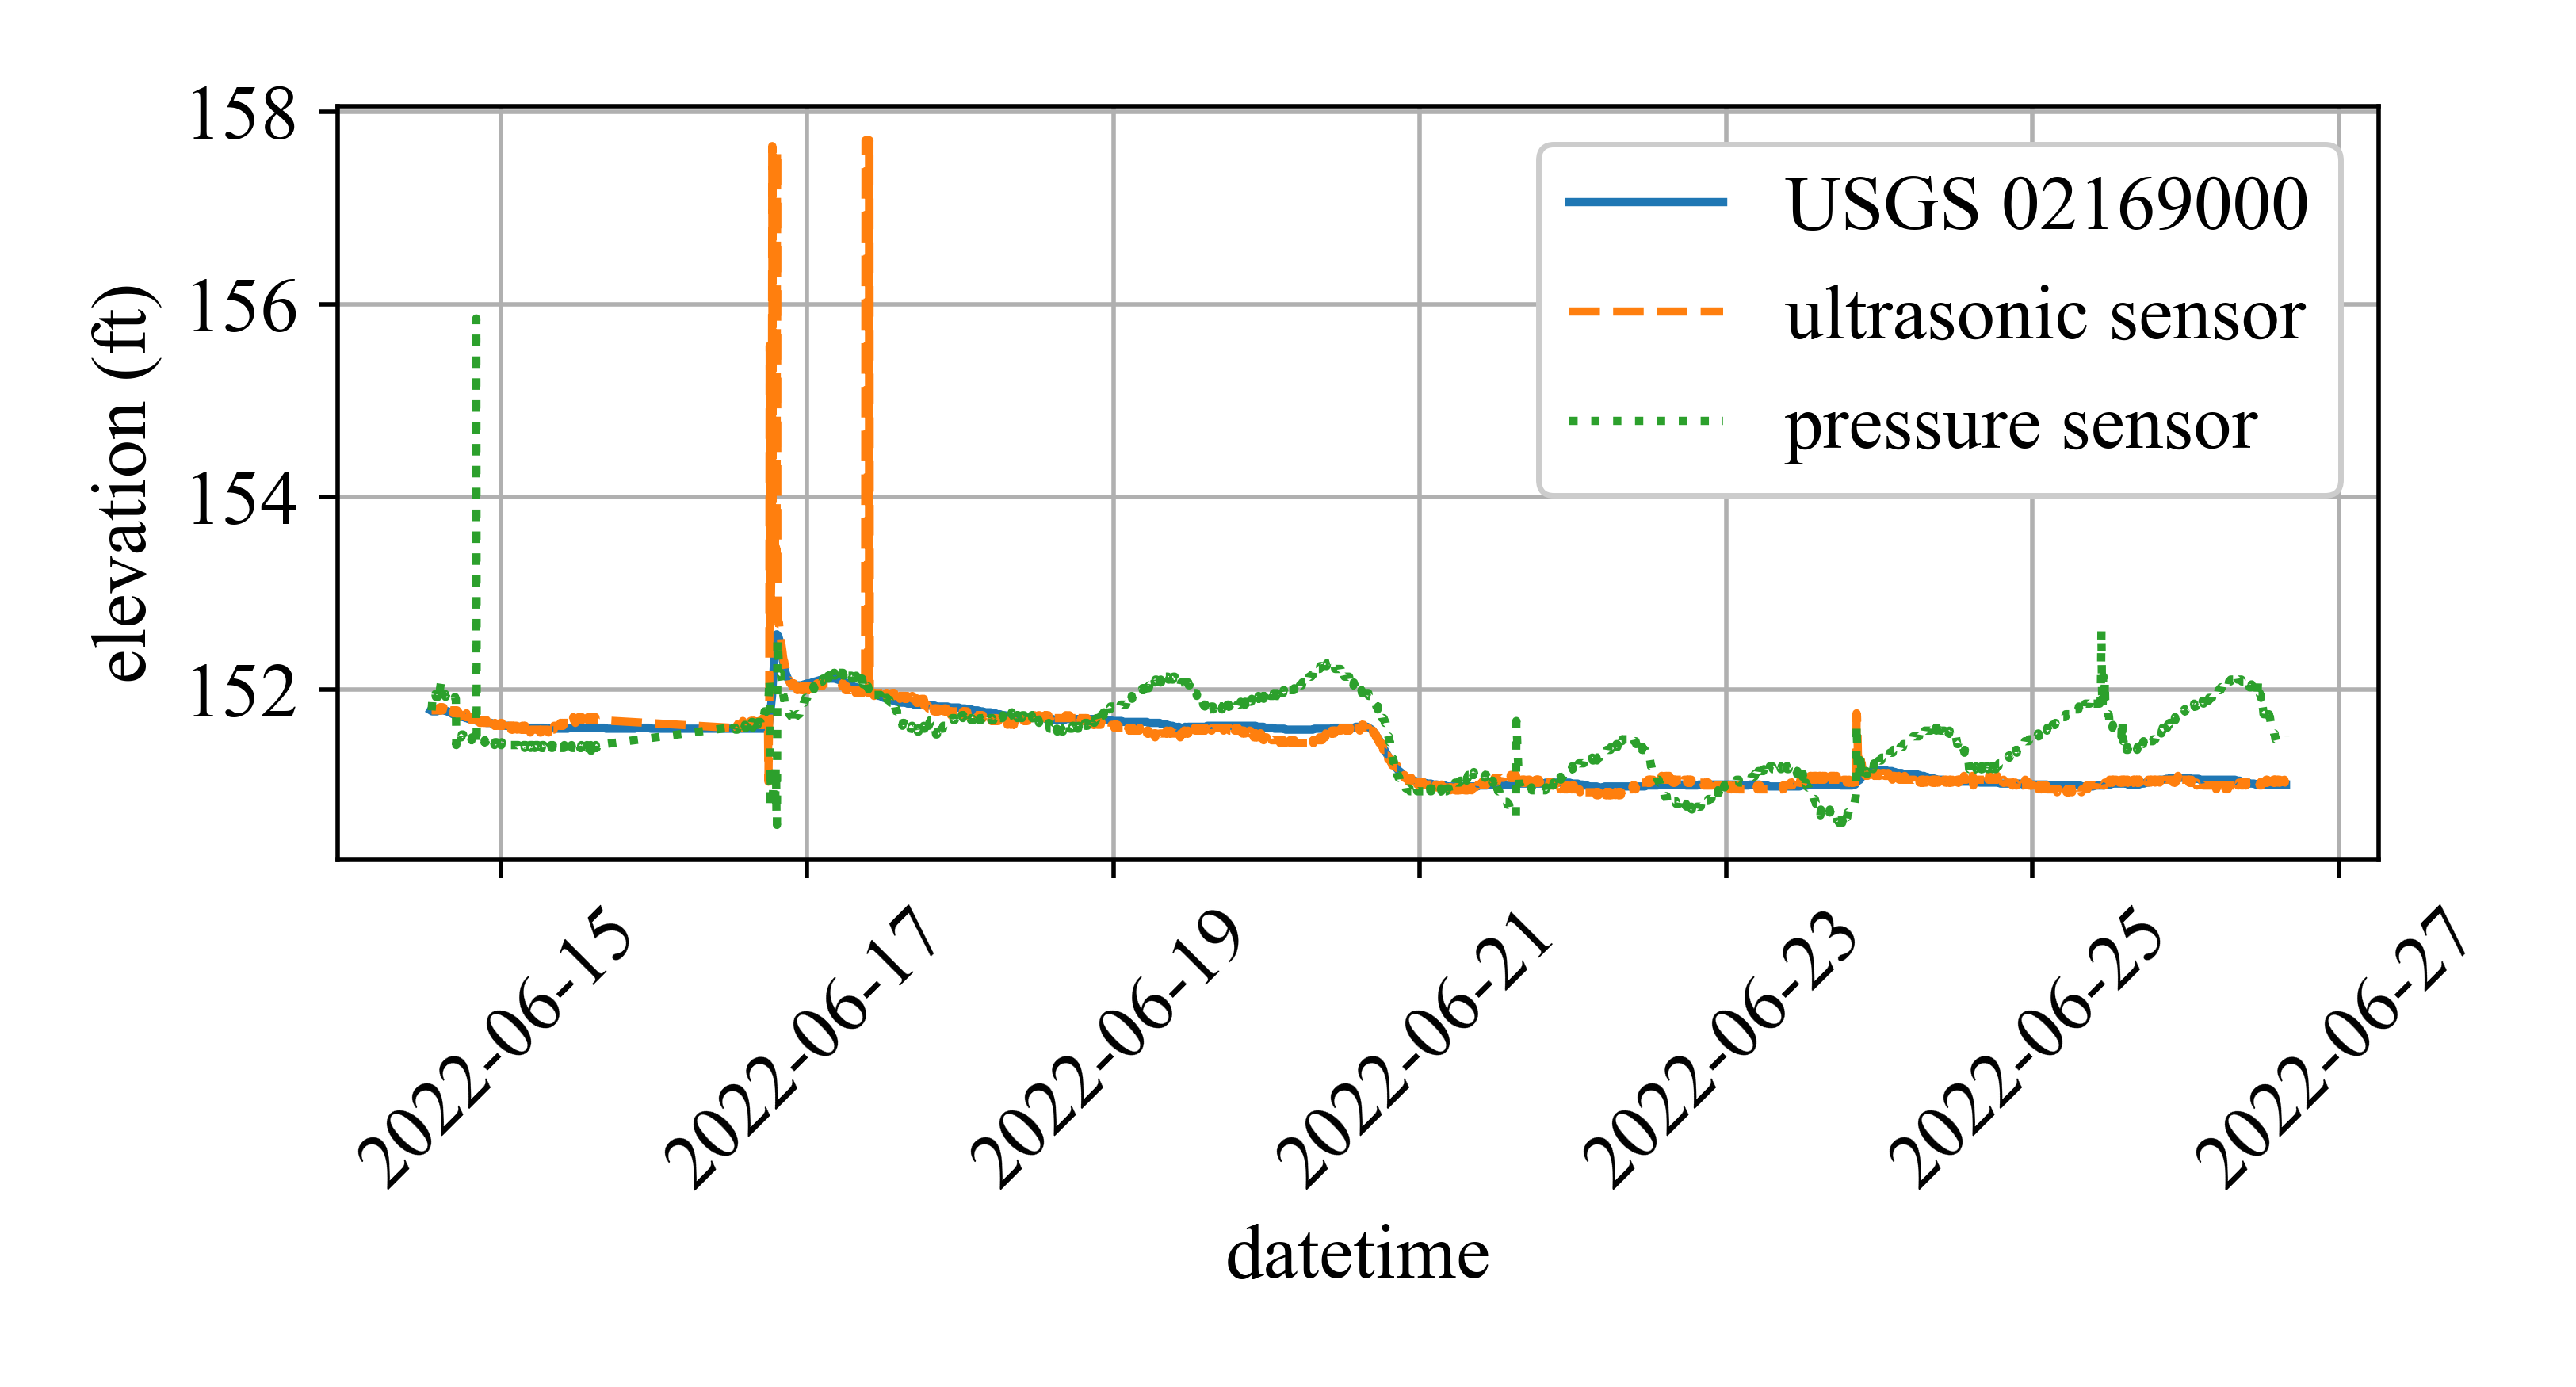 158
156
154
152
elevation (ft)
USGS 02169000
ultrasonic sensor
pressure sensor
2022-06-15
2022-06-17
2022-06-19
2022-06-21
2022-06-23
2022-06-25
2022-06-27
datetime